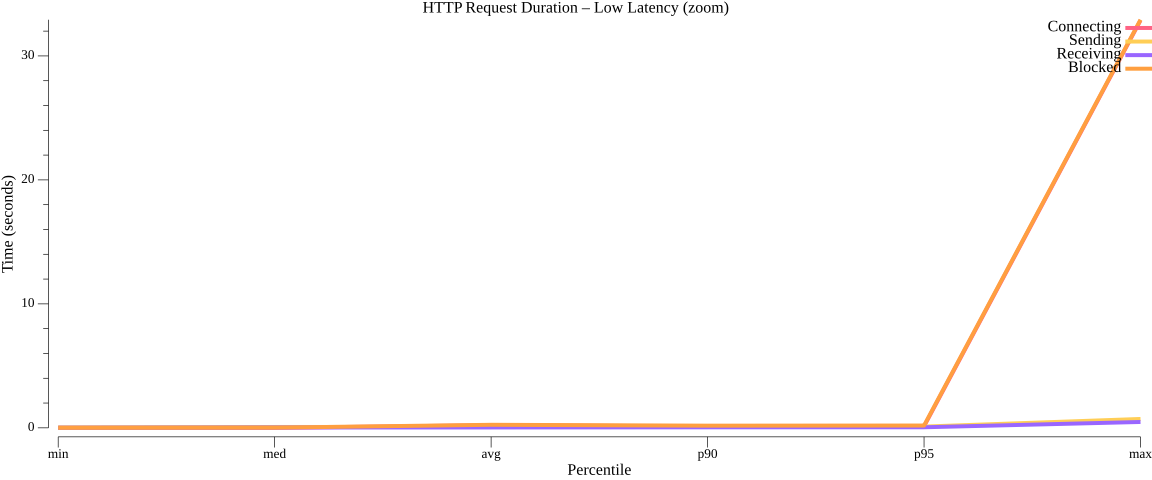 HTTP Request Duration – Low Latency (zoom)
Connecting
Sending
Receiving
Blocked
30
20
10
0
Time (seconds)
min med avg p90 p95 max
Percentile